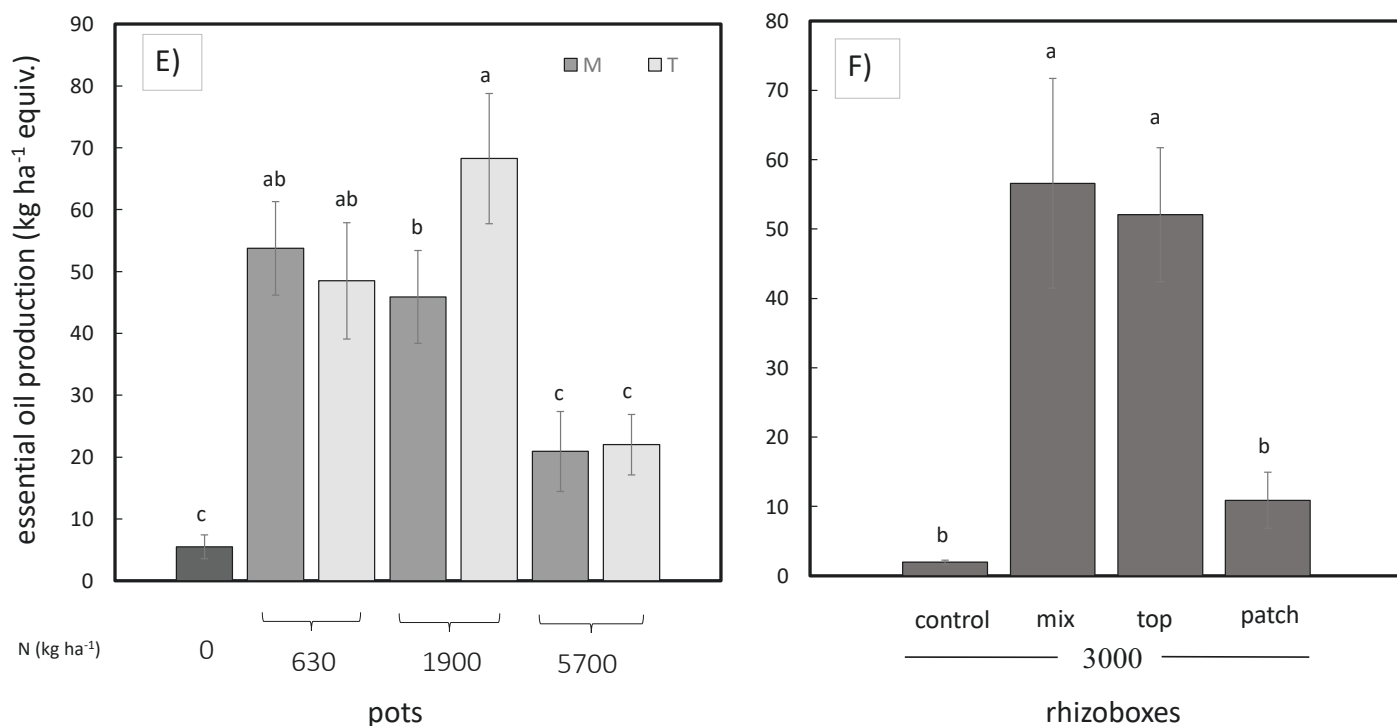 essential oil production (kg ha⁻¹ equiv.)
90
80
70
60
50
40
30
20
10
0
E)
M T
c
ab
ab
b
a
c
c
N (kg ha⁻¹)
0
630
1900
5700
pots
80
70
60
50
40
30
20
10
0
F)
b
a
a
b
control mix top patch
3000
rhizoboxes